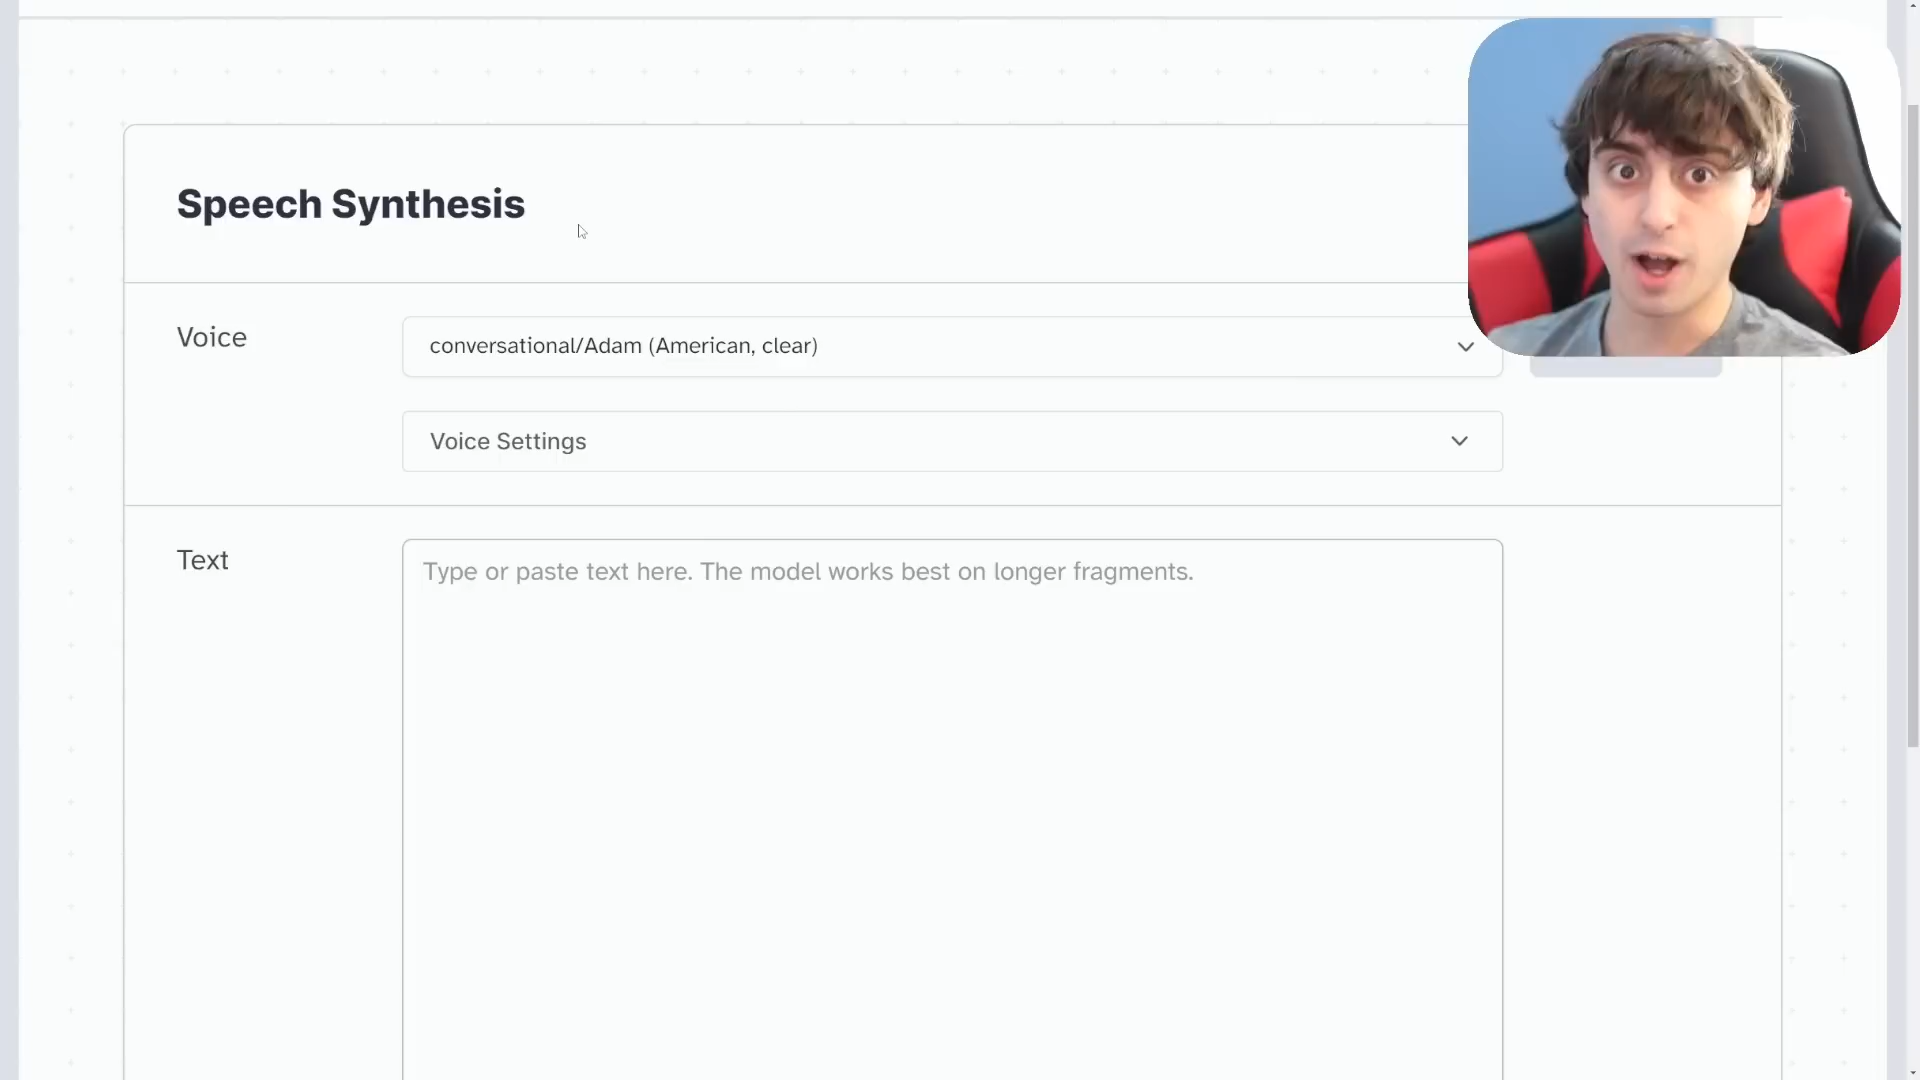 Speech Synthesis
Voice
conversational/Adam (American, clear)
Voice Settings
Text
Type or paste text here. The model works best on longer fragments.